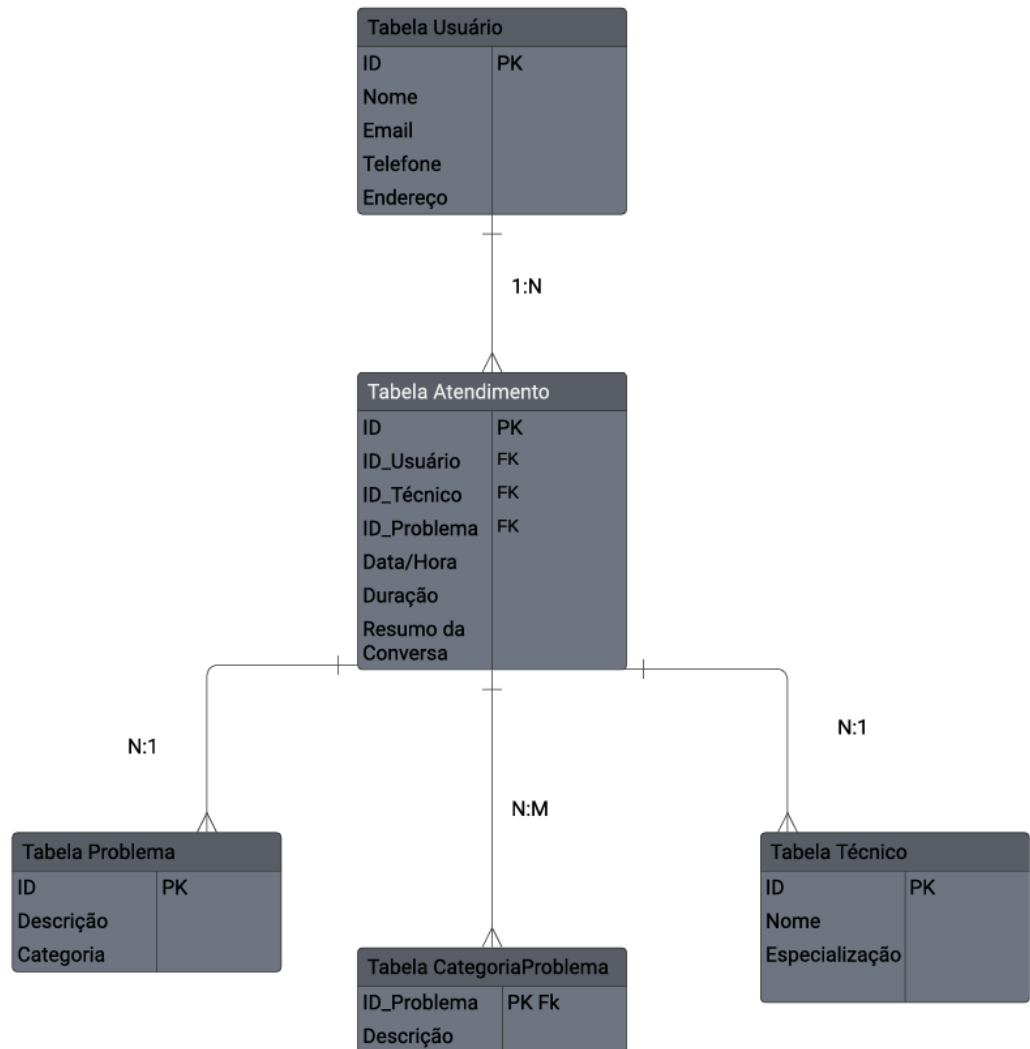 Tabela Usuário
ID PK
Nome
Email
Telefone
Endereço
1:N
Tabela Atendimento
ID PK
ID_Usuário FK
ID_Técnico FK
ID_Problema FK
Data/Hora
Duração
Resumo da
Conversa
N:1
N:M
N:1
Tabela Problema
ID PK
Descrição
Categoria
Tabela CategoriaProblema
ID_Problema PK Fk
Descrição
Tabela Técnico
ID PK
Nome
Especialização